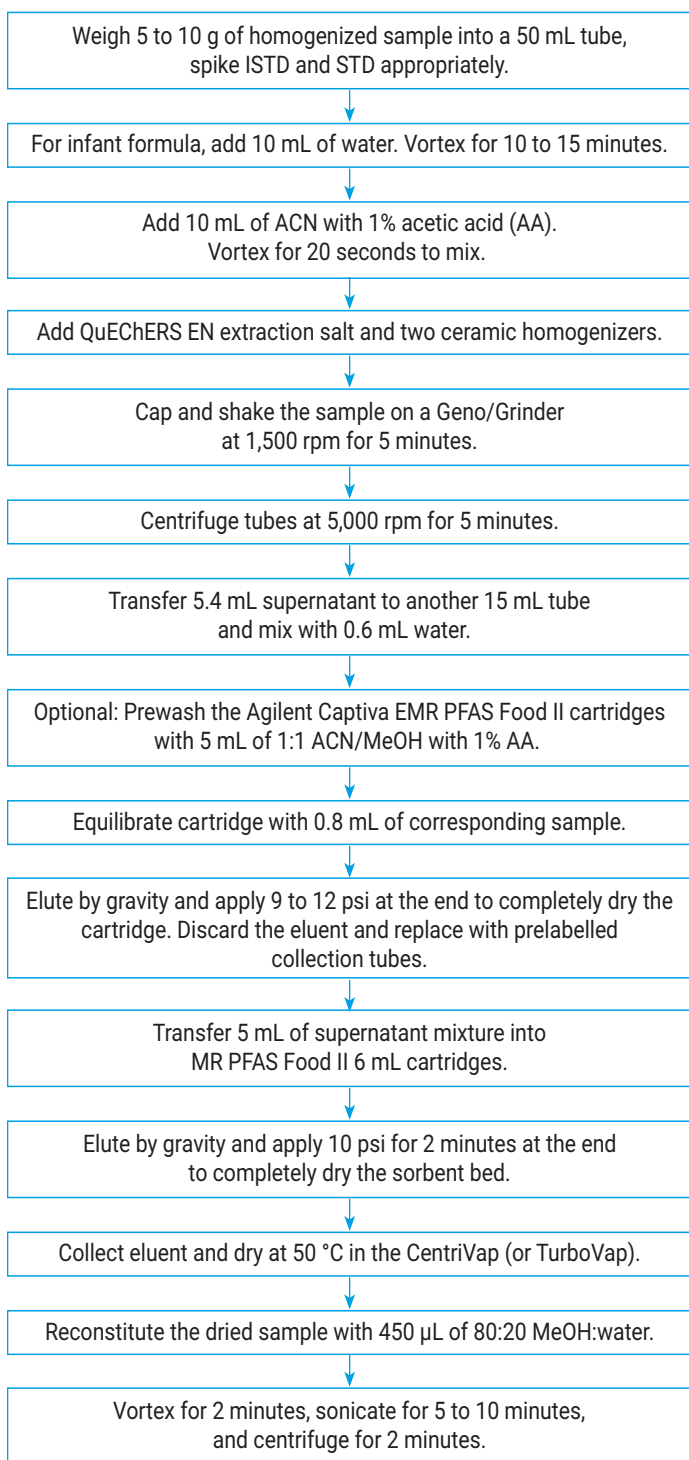 Weigh 5 to 10 g of homogenized sample into a 50 mL tube,
spike ISTD and STD appropriately.
For infant formula, add 10 mL of water. Vortex for 10 to 15 minutes.
Add 10 mL of ACN with 1% acetic acid (AA).
Vortex for 20 seconds to mix.
Add QuEChERS EN extraction salt and two ceramic homogenizers.
Cap and shake the sample on a Geno/Grinder
at 1,500 rpm for 5 minutes.
Centrifuge tubes at 5,000 rpm for 5 minutes.
Transfer 5.4 mL supernatant to another 15 mL tube
and mix with 0.6 mL water.
Optional: Prewash the Agilent Captiva EMR PFAS Food II cartridges
with 5 mL of 1:1 ACN/MeOH with 1% AA.
Equilibrate cartridge with 0.8 mL of corresponding sample.
Elute by gravity and apply 9 to 12 psi at the end to completely dry the
cartridge. Discard the eluent and replace with prelabelled
collection tubes.
Transfer 5 mL of supernatant mixture into
MR PFAS Food II 6 mL cartridges.
Elute by gravity and apply 10 psi for 2 minutes at the end
to completely dry the sorbent bed.
Collect eluent and dry at 50 °C in the CentriVap (or TurboVap).
Reconstitute the dried sample with 450 µL of 80:20 MeOH:water.
Vortex for 2 minutes, sonicate for 5 to 10 minutes,
and centrifuge for 2 minutes.